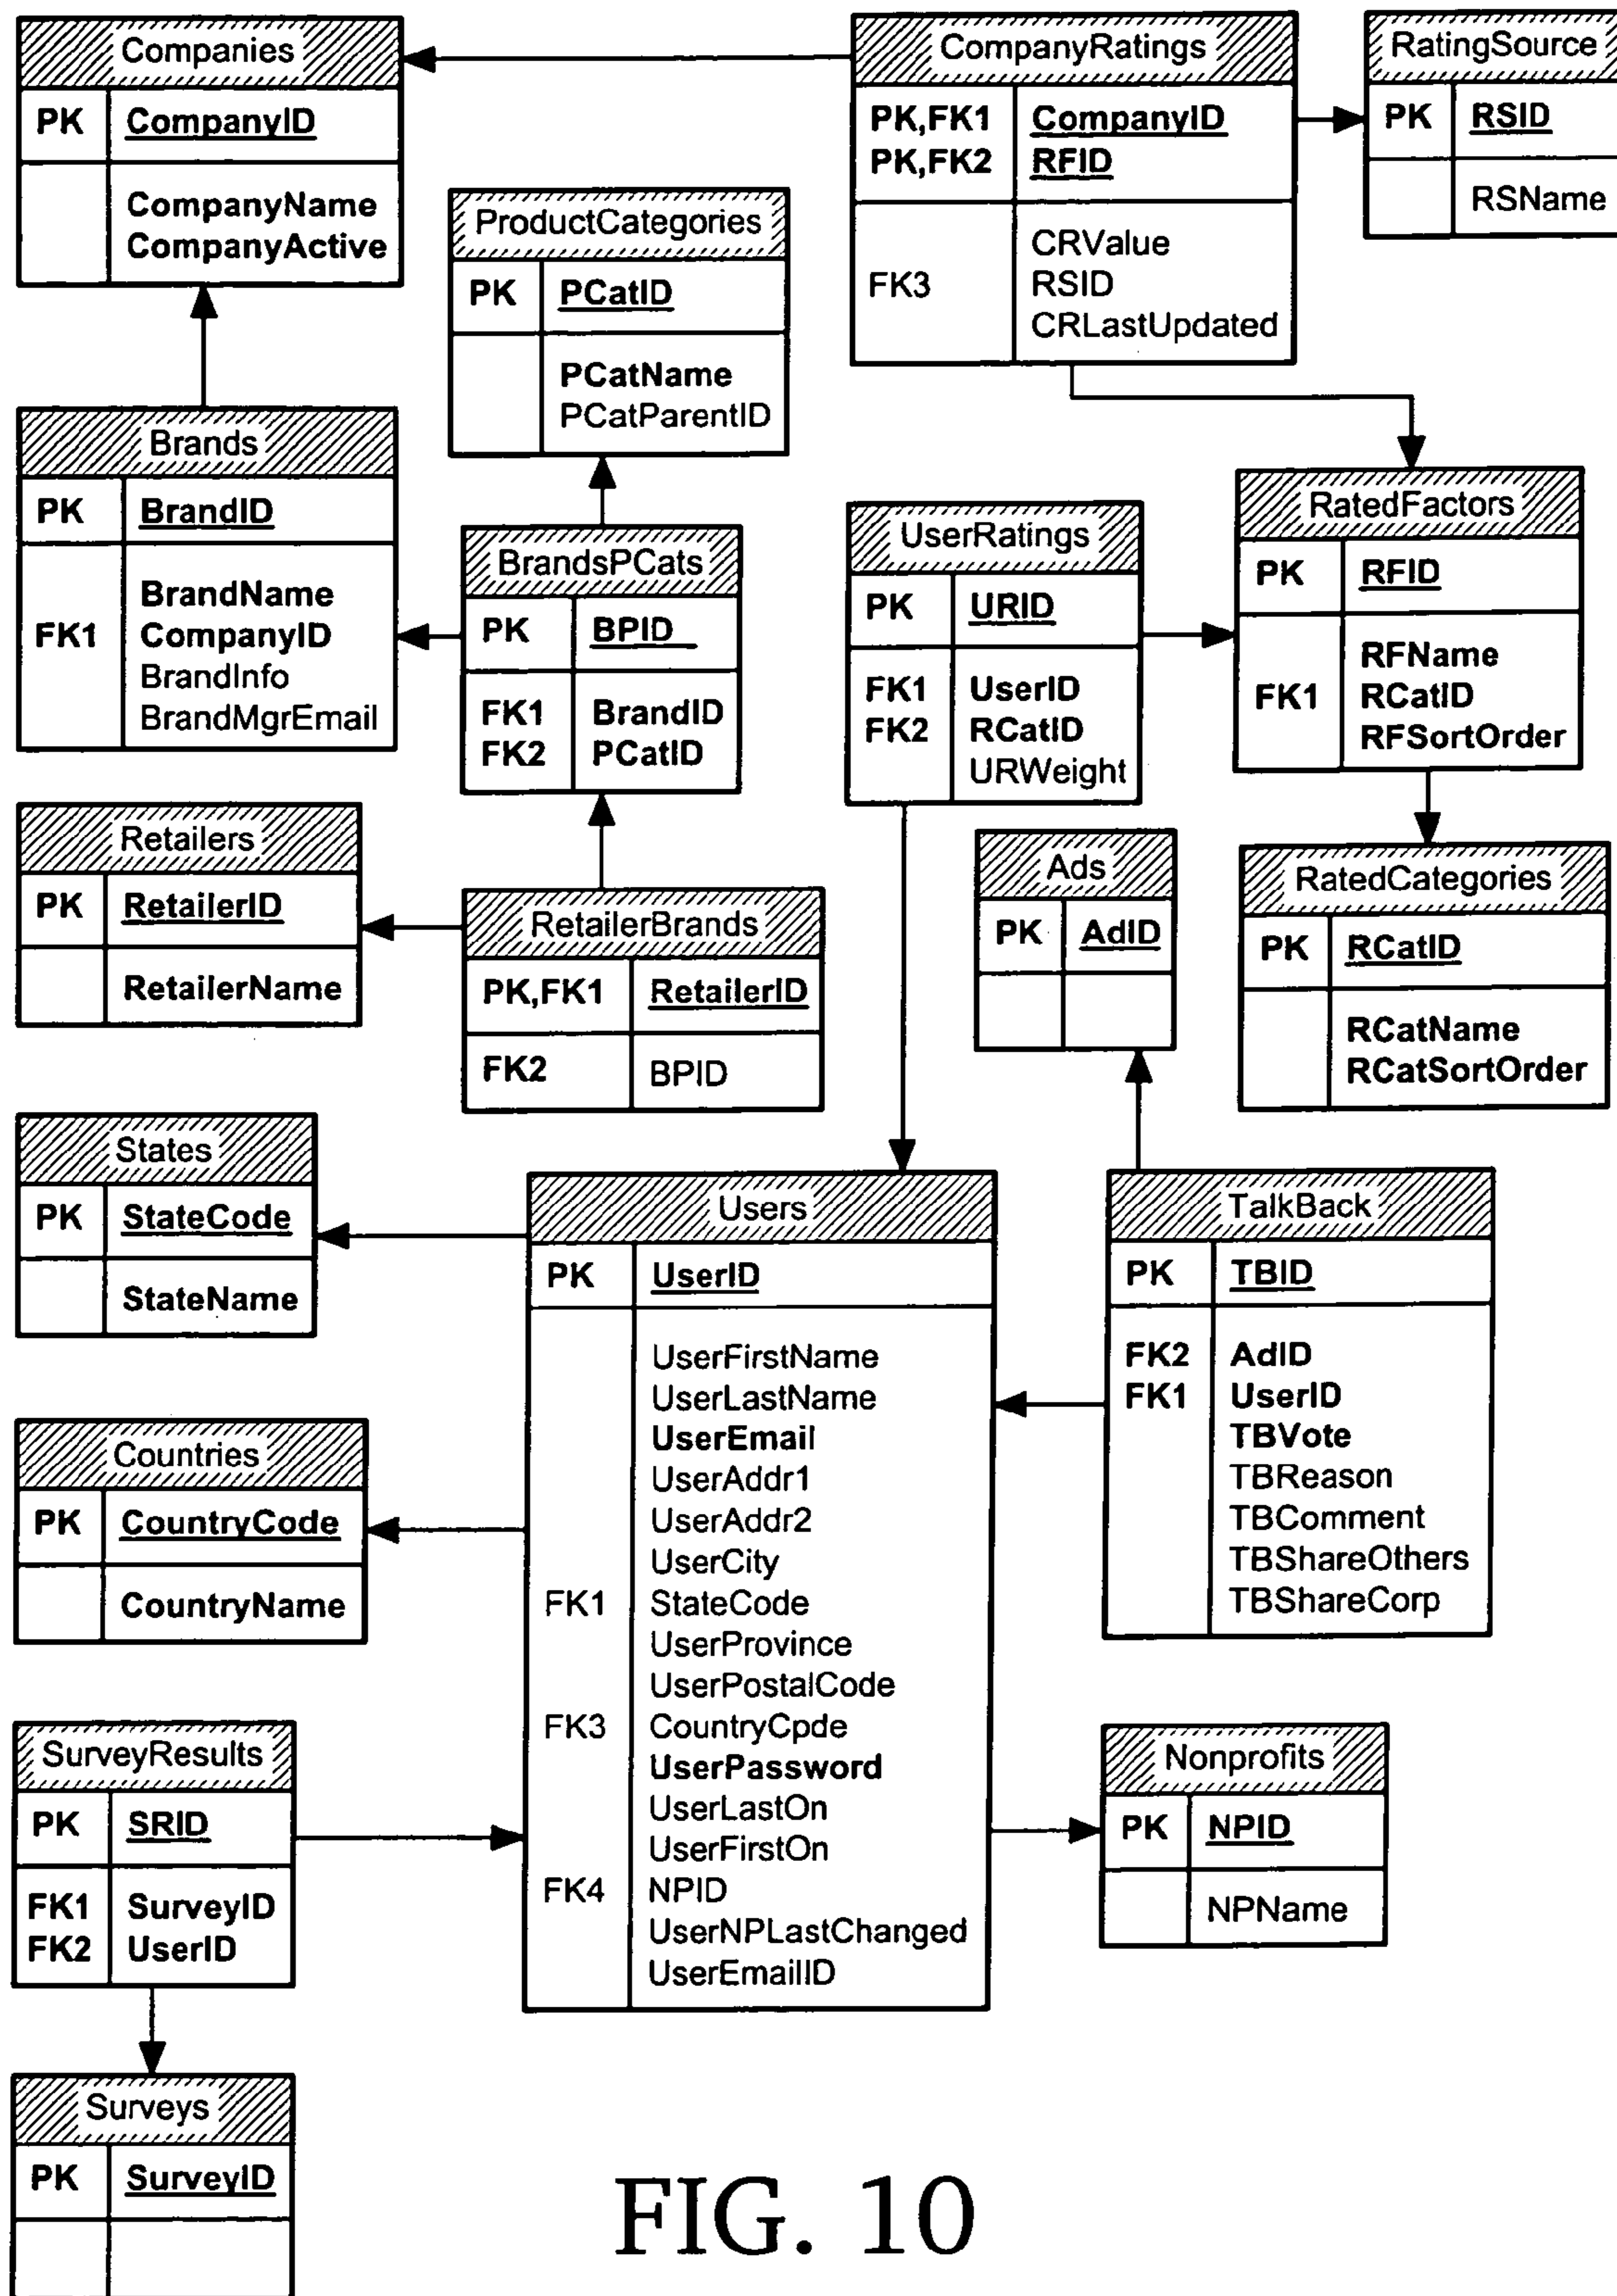 Companies
PK CompanyID
CompanyName
CompanyActive
CompanyRatings
PK,FK1 CompanyID
PK,FK2 RFID
CRValue
FK3 RSID
CRLastUpdated
RatingSource
PK RSID
RSName
ProductCategories
PK PCatID
PCatName
PCatParentID
Brands
PK BrandID
BrandName
FK1 CompanyID
BrandInfo
BrandMgrEmail
BrandsPCats
PK BPID
FK1 BrandID
FK2 PCatID
UserRatings
PK URID
FK1 UserID
FK2 RCatID
URWeight
RatedFactors
PK RFID
RFName
FK1 RCatID
RFSortOrder
Retailers
PK RetailerID
RetailerName
RetailerBrands
PK,FK1 RetailerID
FK2 BPID
Ads
PK AdID
RatedCategories
PK RCatID
RCatName
RCatSortOrder
States
PK StateCode
StateName
Users
PK UserID
UserFirstName
UserLastName
UserEmail
UserAddr1
UserAddr2
UserCity
FK1 StateCode
UserProvince
UserPostalCode
FK3 CountryCpde
UserPassword
UserLastOn
UserFirstOn
FK4 NPID
UserNPLastChanged
UserEmailID
TalkBack
PK TBID
FK2 AdID
FK1 UserID
TBVote
TBReason
TBComment
TBShareOthers
TBShareCorp
Countries
PK CountryCode
CountryName
SurveyResults
PK SRID
FK1 SurveyID
FK2 UserID
Nonprofits
PK NPID
NPName
Surveys
PK SurveyID
FIG. 10